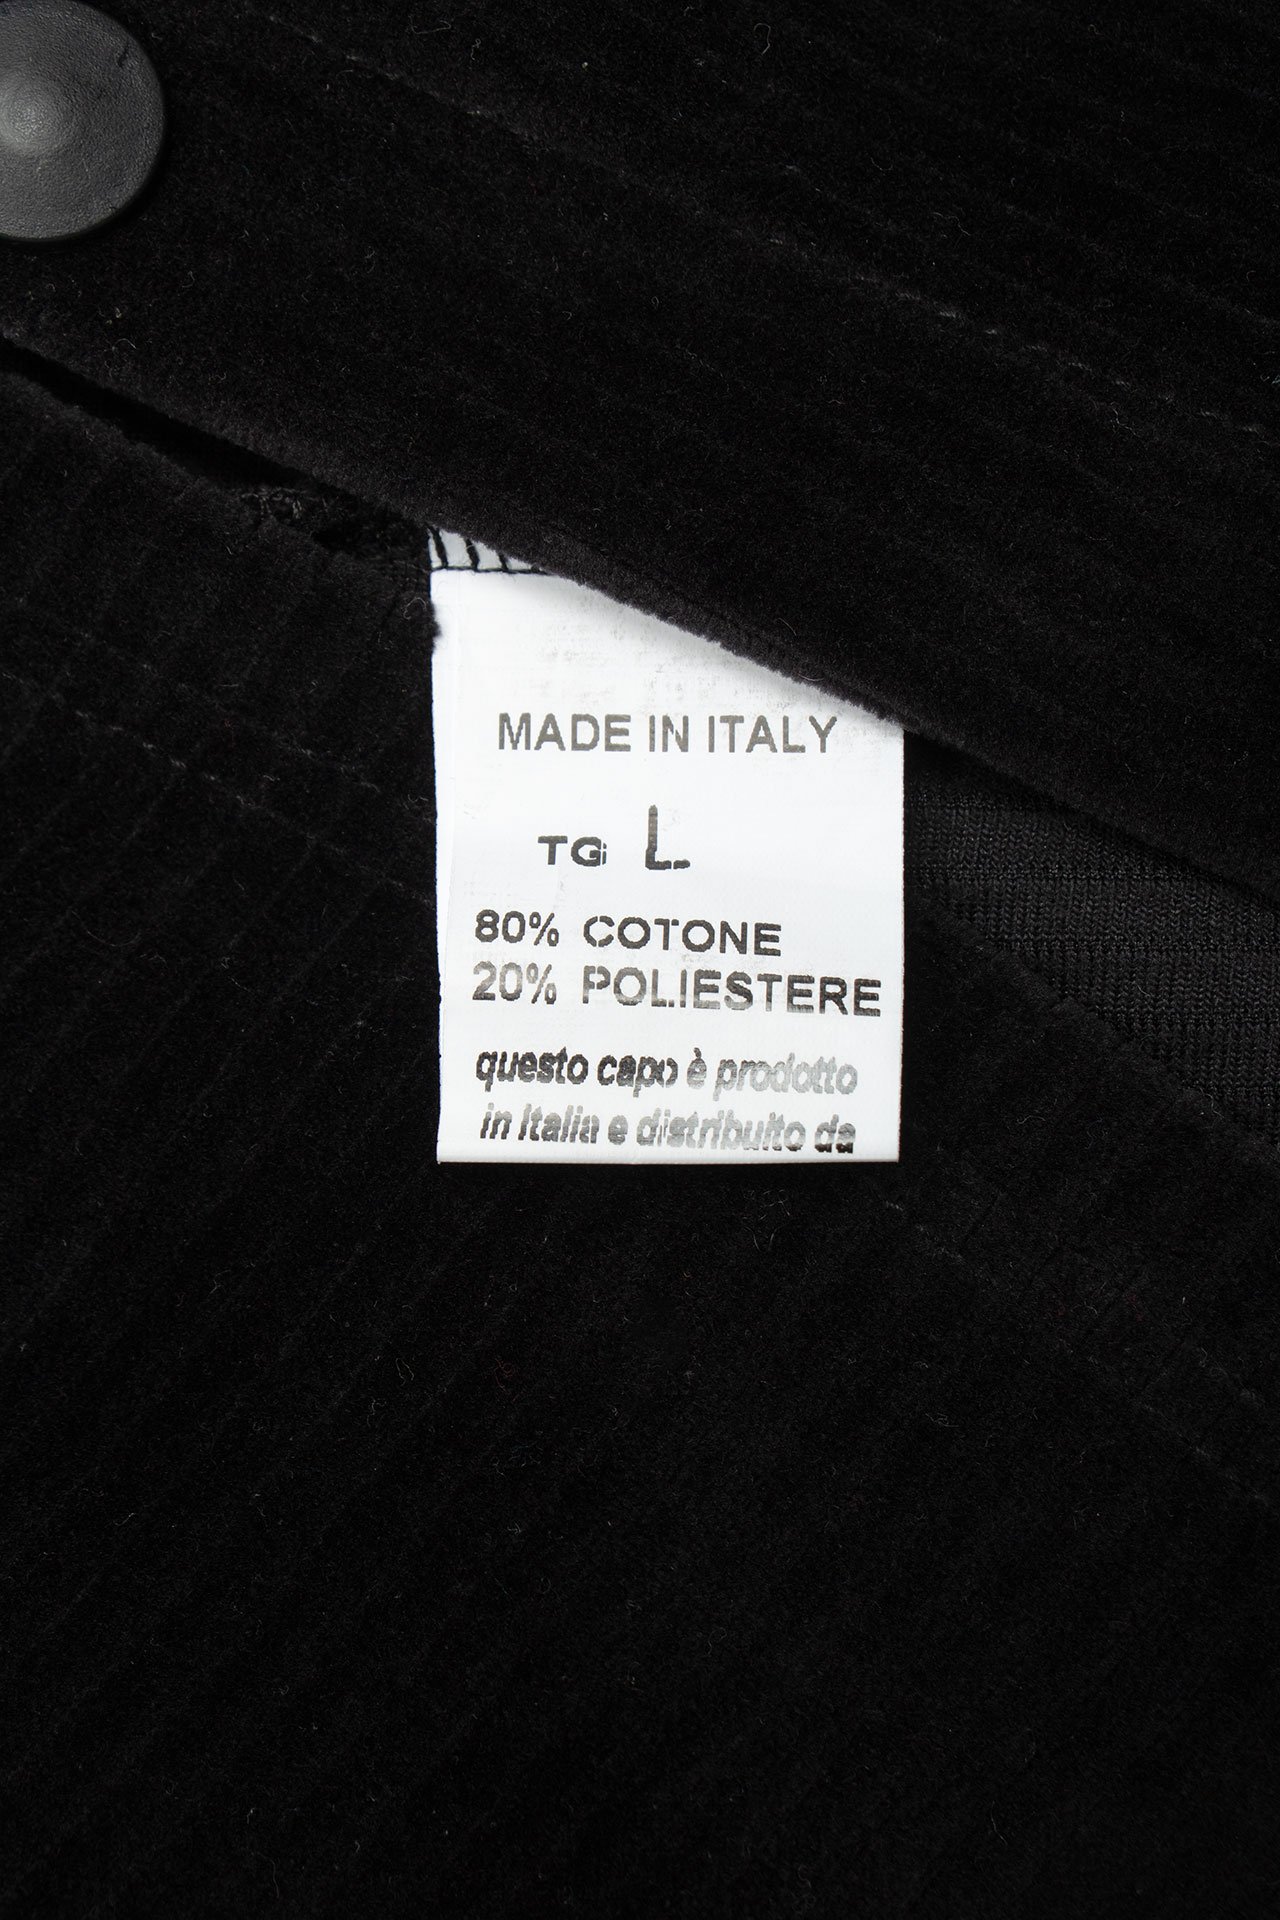 MADE IN ITALY
TG L
80% COTONE
20% POLIESTERE
questo capo è prodotto
in Italia e distribuito da